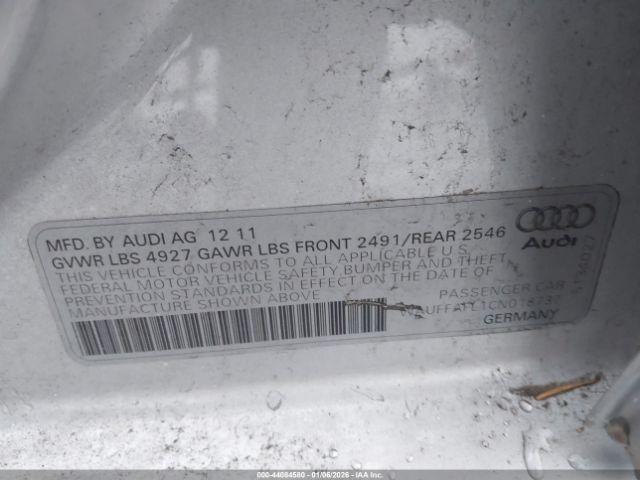 MFD. BY AUDI AG 12 11
GVWR LBS 4927 GAWR LBS FRONT 2491/REAR 2546
THIS VEHICLE CONFORMS TO ALL APPLICABLE U.S.
FEDERAL MOTOR VEHICLE SAFETY, BUMPER AND THEFT
PREVENTION STANDARDS IN EFFECT ON THE DATE OF
MANUFACTURE SHOWN ABOVE
PASSENGER CAR
GERMANY
Audi
000-44084580 - 01/06/2026 - COPYRIGHT IAA, LLC.